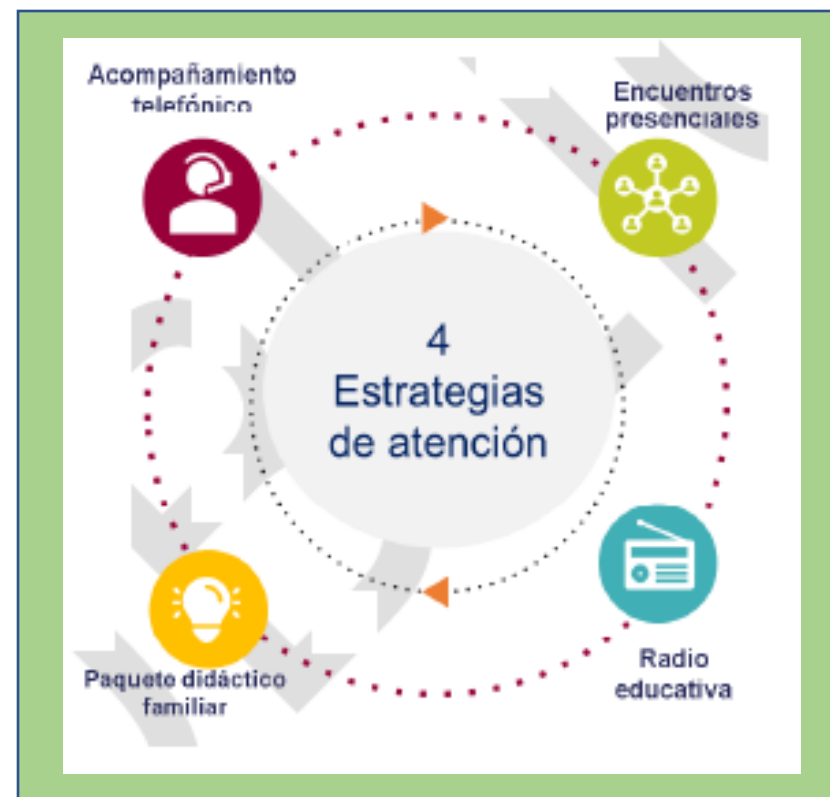 Acompañamiento
telefónico
Encuentros
presenciales
4
Estrategias
de atención
Paquete didáctico
familiar
Radio
educativa